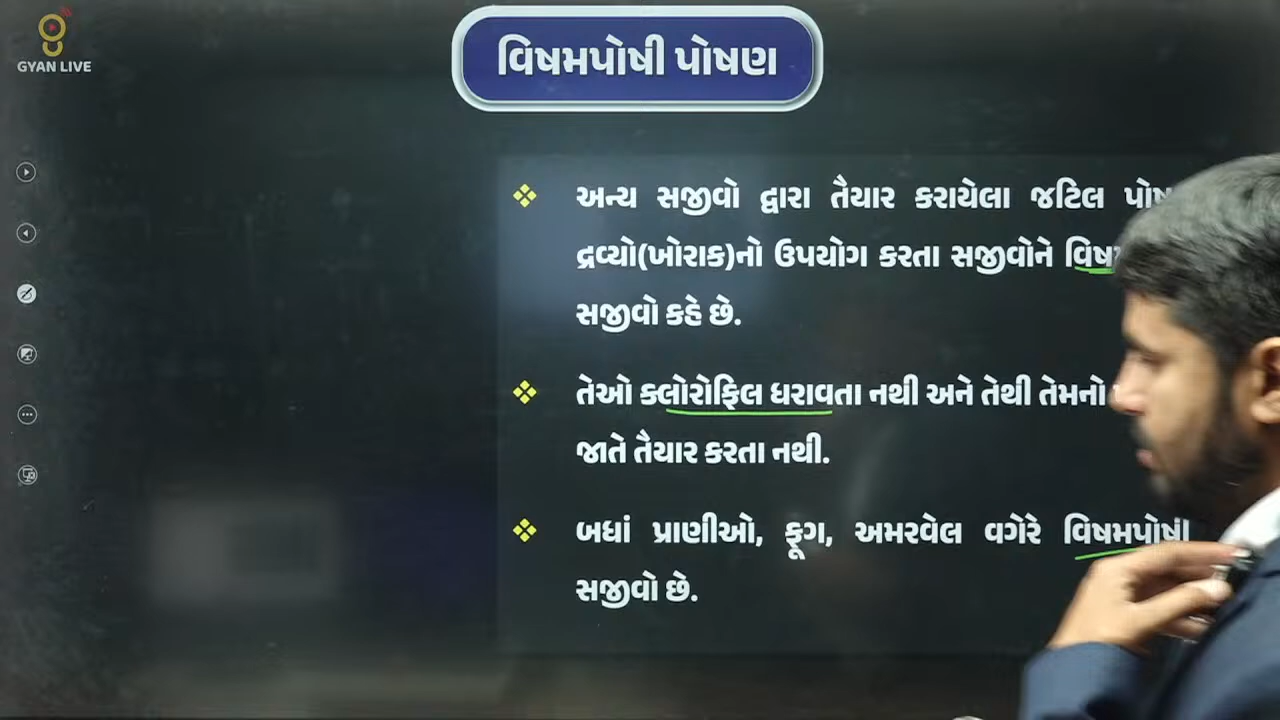 GYAN LIVE
વિષમપોષી પોષણ
અન્ય સજીવો દ્વારા તૈયાર કરાયેલા જટિલ
દ્રવ્યો(ખોરાક)નો ઉપયોગ કરતા સજીવોને
સજીવો કહે છે.
તેઓ ક્લોરોફિલ ધરાવતા નથી અને તેથી તેમનો
જાતે તૈયાર કરતા નથી.
બધાં પ્રાણીઓ, ફૂગ, અમરવેલ વગેરે વિષમપોષી
સજીવો છે.